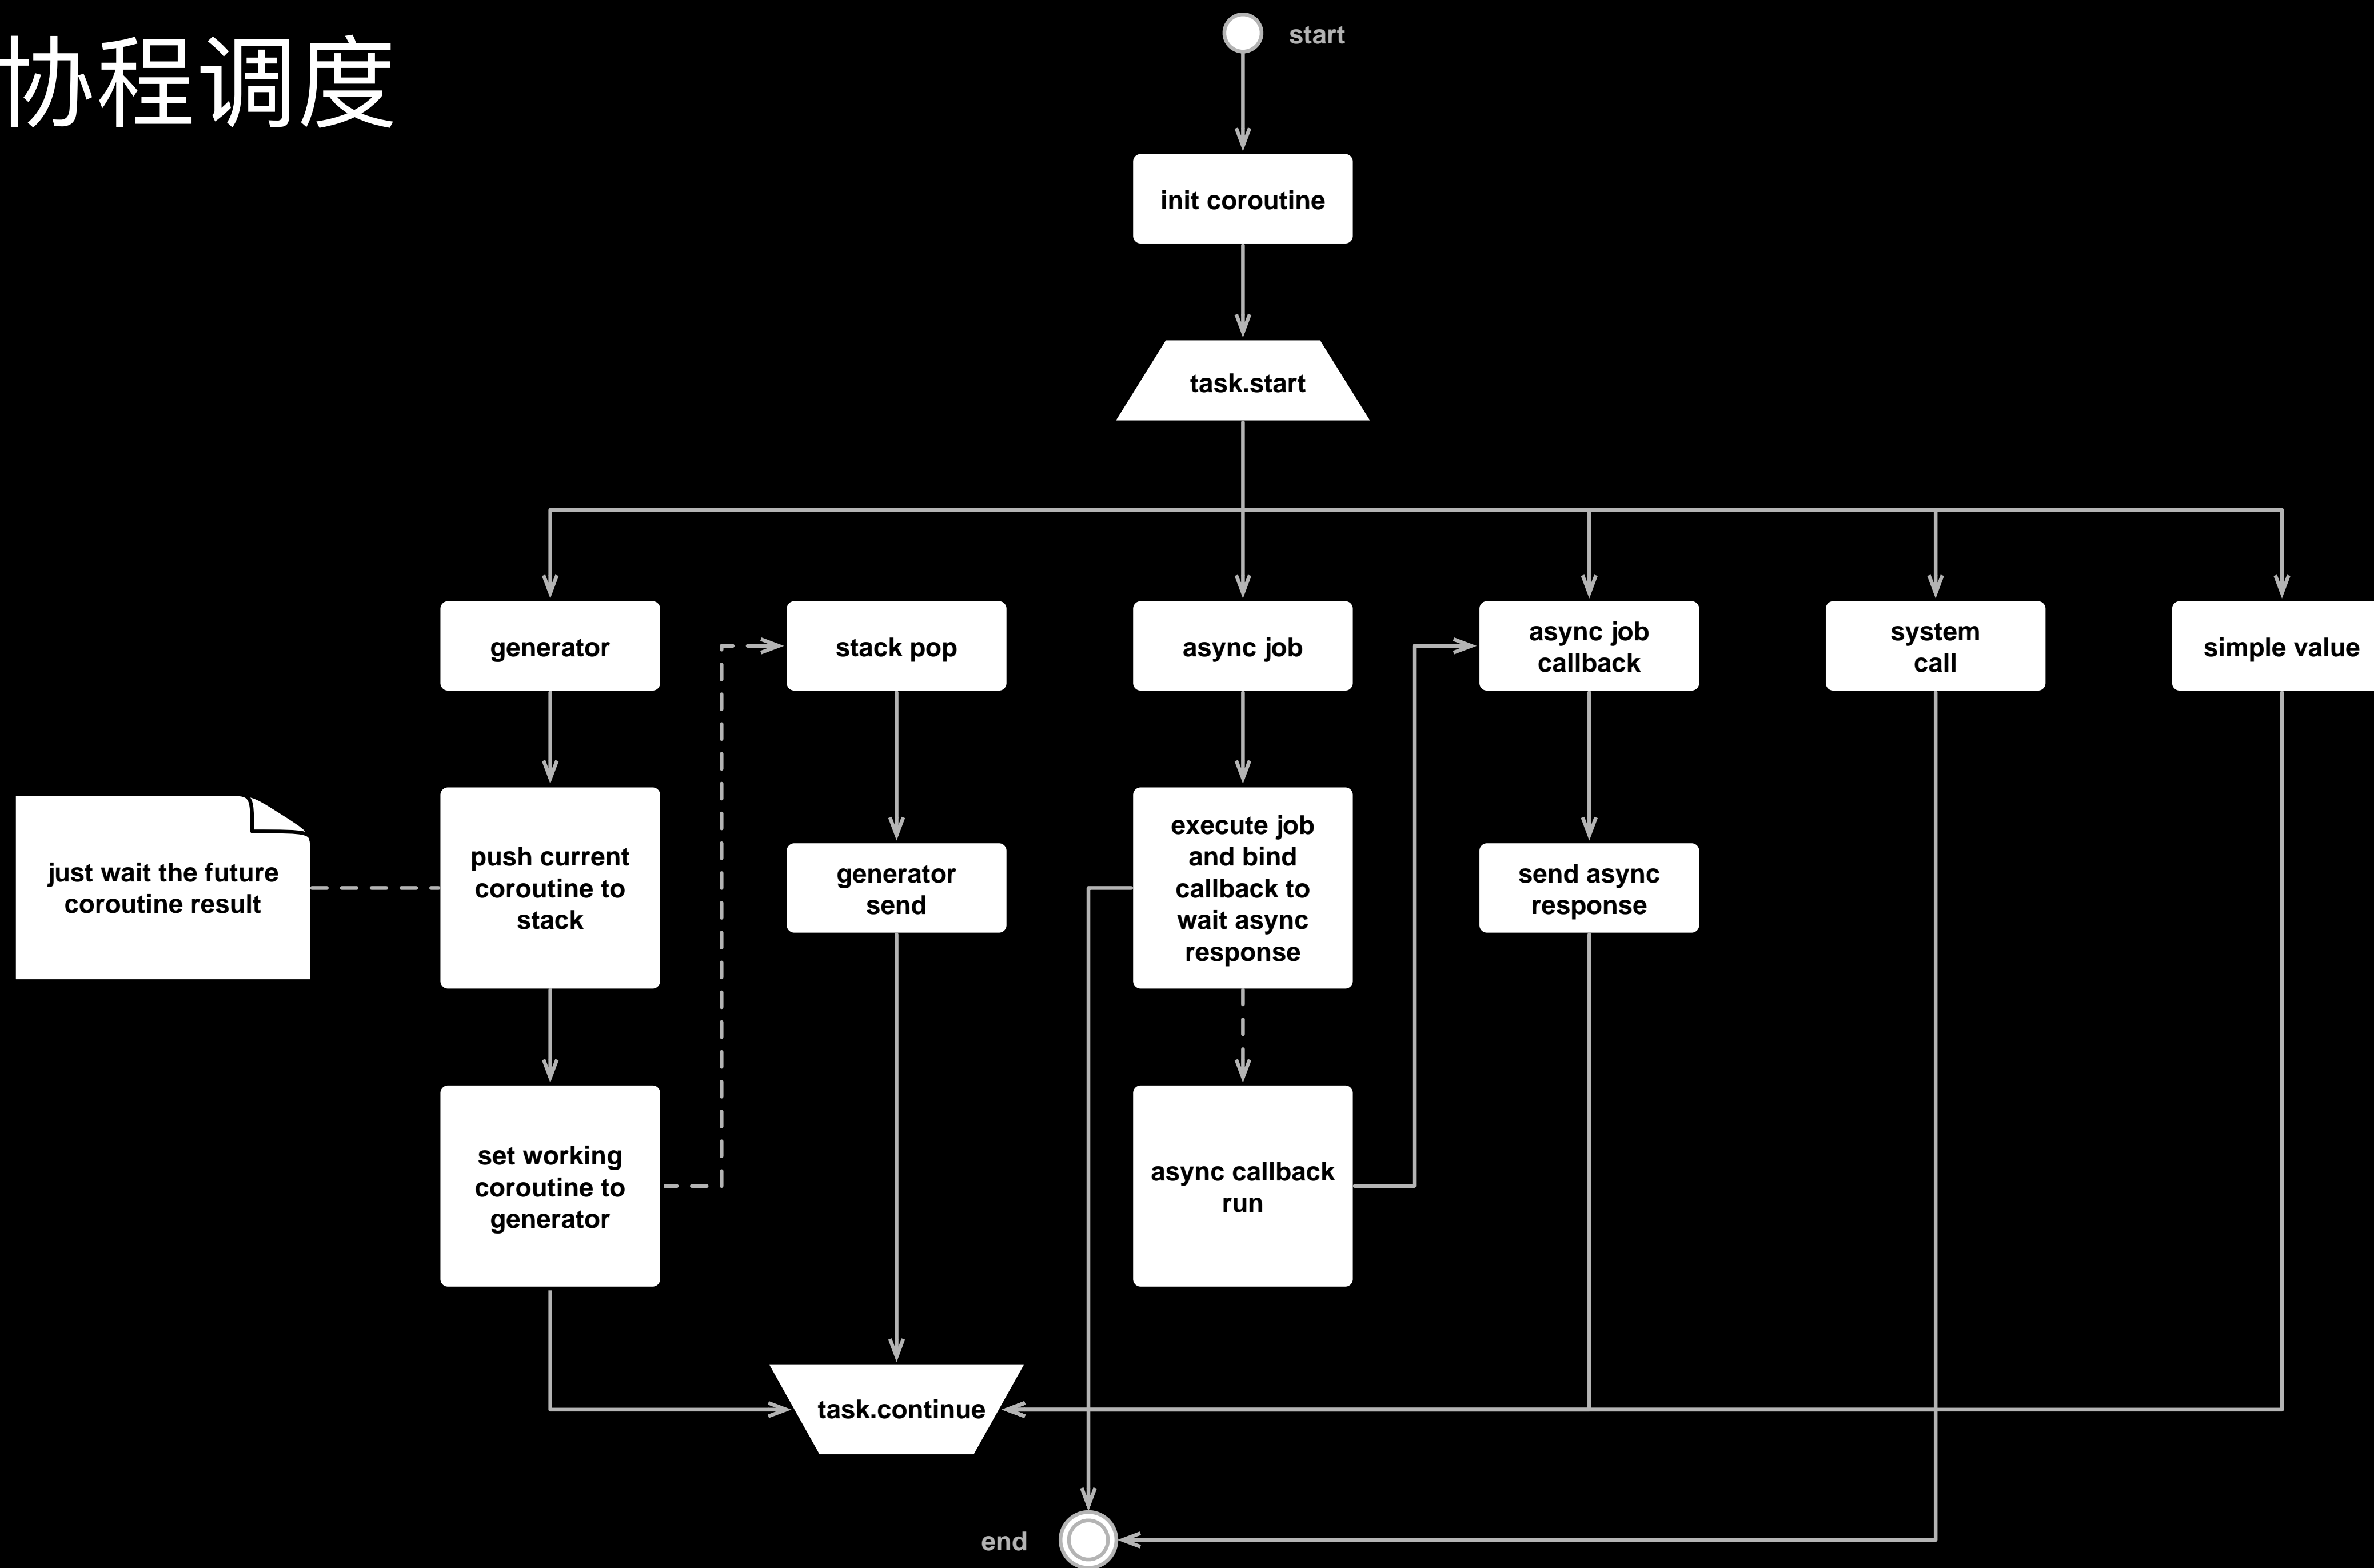 协程调度
start
init coroutine
task.start
generator
stack pop
async job
async job
callback
system
call
simple value
just wait the future
coroutine result
push current
coroutine to
stack
generator
send
execute job
and bind
callback to
wait async
response
send async
response
set working
coroutine to
generator
async callback
run
task.continue
end